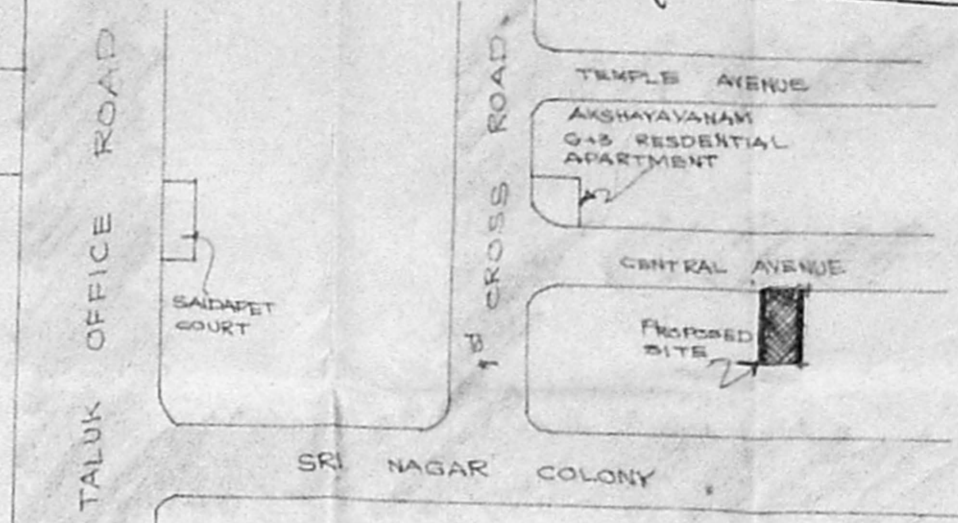 TALUK OFFICE ROAD
1st CROSS ROAD
TEMPLE AVENUE
AKSHAYAVANAM
G+3 RESDENTIAL
APARTMENT
CENTRAL AVENUE
SAIDAPET
COURT
PROPOSED
SITE
SRI NAGAR COLONY